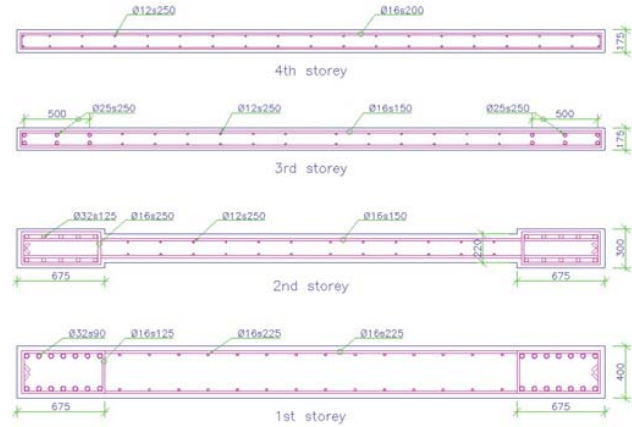 Ø12s250 Ø16s200
175
4th storey
500 Ø25s250 Ø12s250 Ø16s150 Ø25s250 500
175
3rd storey
Ø32s125 Ø16s250 Ø12s250 Ø16s150
220 300
675 675
2nd storey
Ø32s90 Ø16s125 Ø16s225 Ø16s225
400
675 675
1st storey